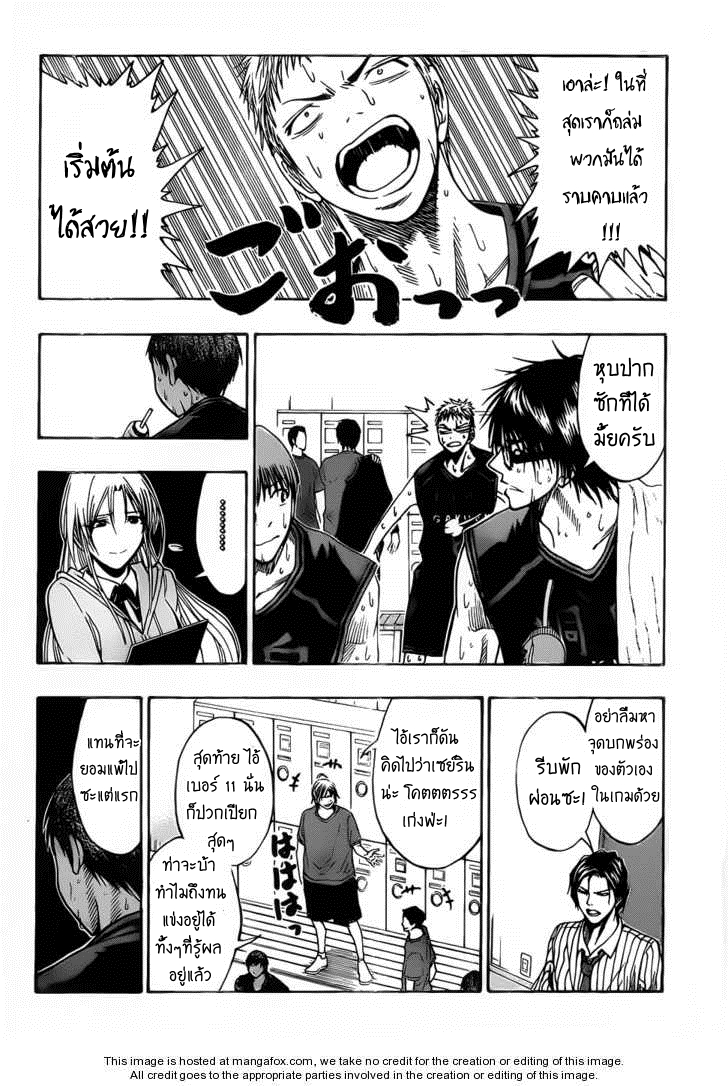 เอาล่ะ! ในที่
สุดเราก็ถล่ม
พวกมันได้
ราบคาบแล้ว
!!!
เริ่มต้น
ได้สวย!!
ごおっっ
หุบปาก
ซักทีได้
มั้ยครับ
GAKU
อย่าลืมหา
จุดบกพร่อง
ของตัวเอง
ในเกมด้วย
รีบพัก
ผ่อนซะ!
ไอ้เราก็ดัน
คิดไปว่าเซย์ริน
น่ะ โคตตตรรร
เก่งฟ่ะ!
สุดท้าย ไอ้
เบอร์ 11 นั่น
ก็ปวกเปียก
สุดๆ
ท่าจะบ้า
ทำไมถึงทน
แข่งอยู่ได้
ทั้งๆที่รู้ผล
อยู่แล้ว
はははっ
แทนที่จะ
ยอมแพ้ไป
ซะแต่แรก
This image is hosted at mangafox.com, we take no credit for the creation or editing of this image.
All credit goes to the appropriate parties involved in the creation or editing of this image.